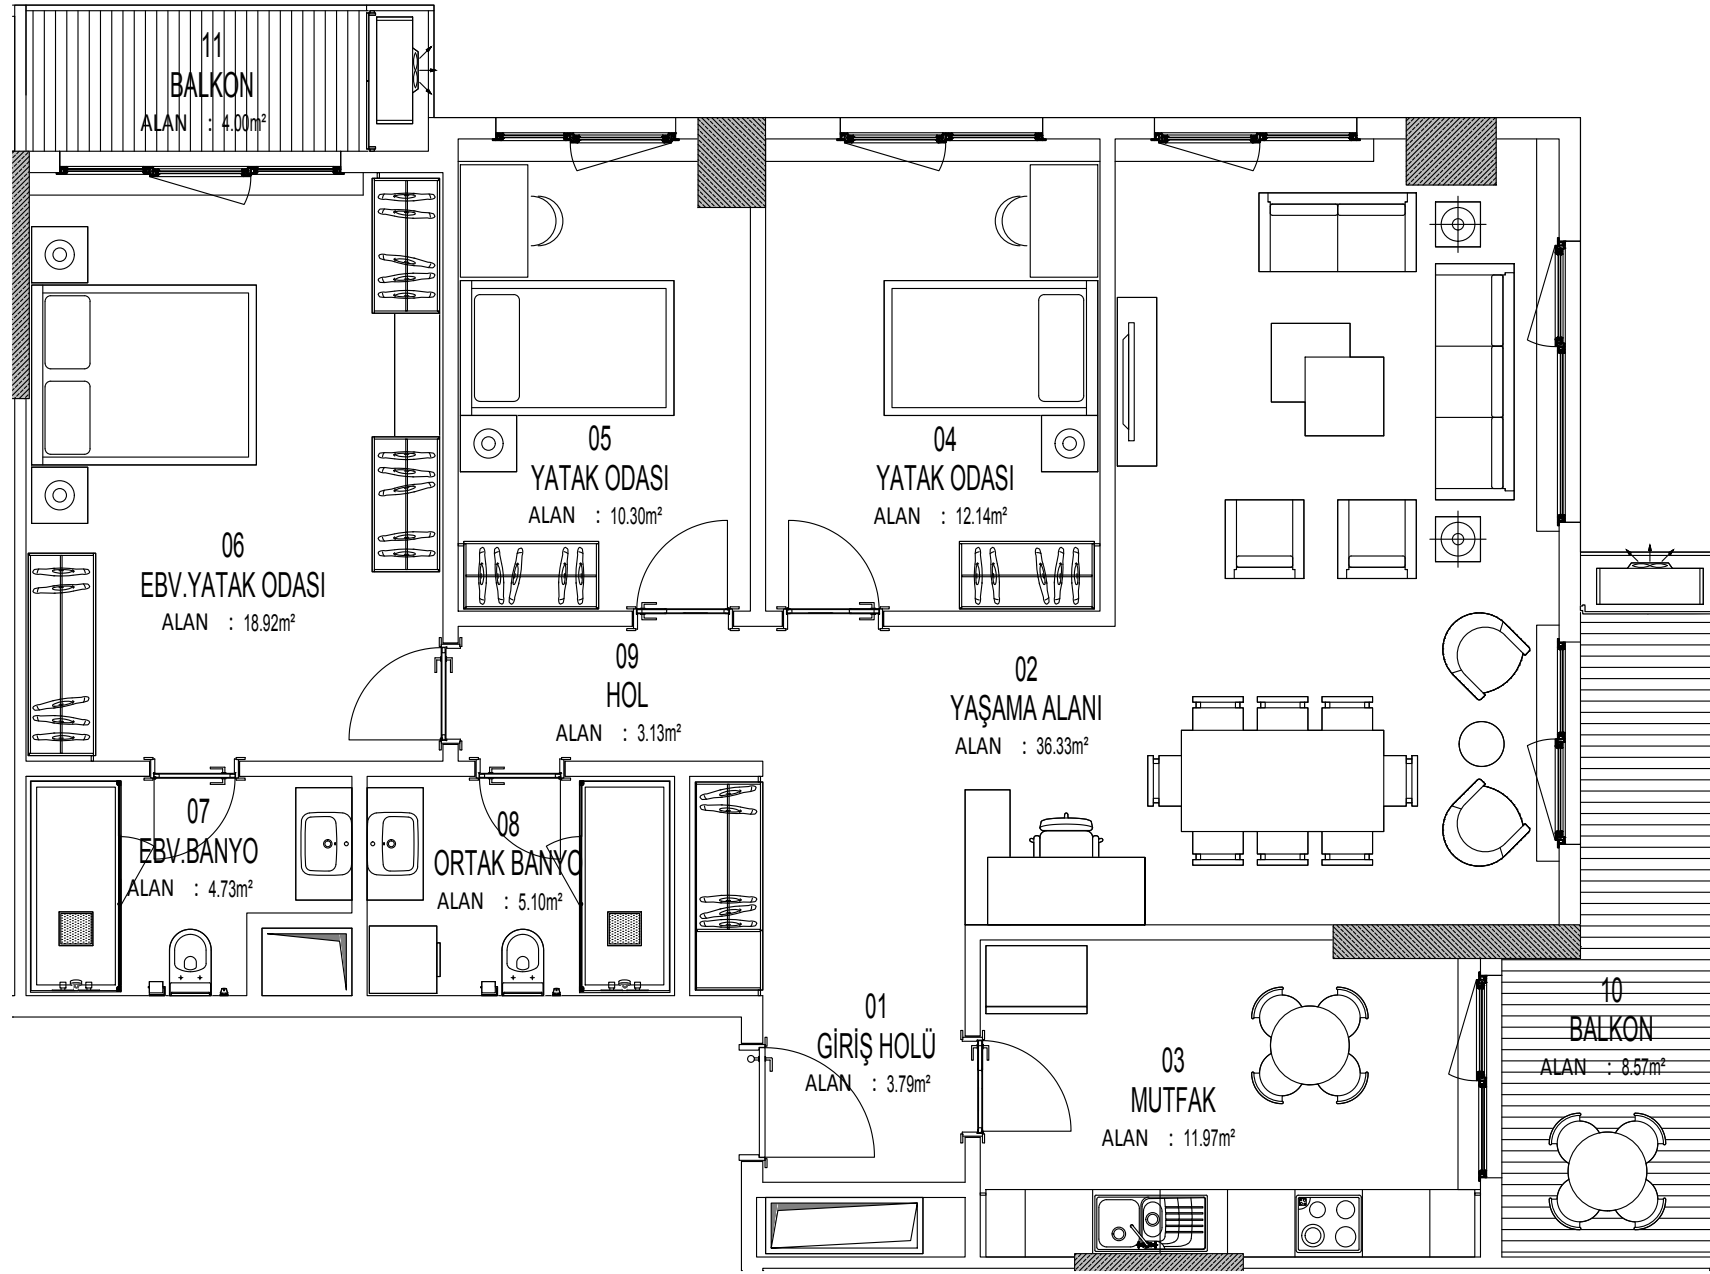 11
BALKON
ALAN : 4.00m²
05
YATAK ODASI
ALAN : 10.30m²
04
YATAK ODASI
ALAN : 12.14m²
06
EBV.YATAK ODASI
ALAN : 18.92m²
09
HOL
ALAN : 3.13m²
02
YAŞAMA ALANI
ALAN : 36.33m²
07
EBV.BANYO
ALAN : 4.73m²
08
ORTAK BANYO
ALAN : 5.10m²
01
GİRİŞ HOLÜ
ALAN : 3.79m²
03
MUTFAK
ALAN : 11.97m²
10
BALKON
ALAN : 8.57m²